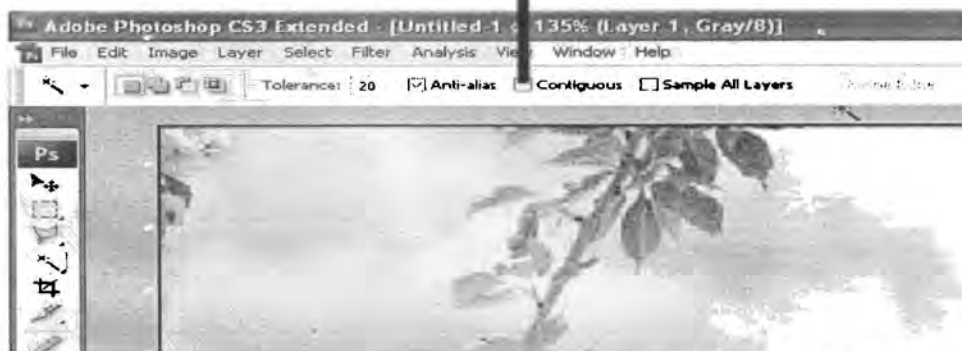 Adobe Photoshop CS3 Extended - [Untitled-1 @ 135% (Layer 1, Gray/8)]
File Edit Image Layer Select Filter Analysis View Window Help
Tolerance: 20 Anti-alias Contiguous Sample All Layers
Ps